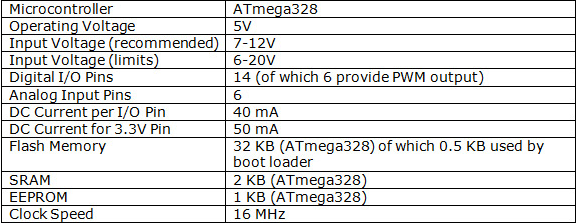 Microcontroller ATmega328
Operating Voltage 5V
Input Voltage (recommended) 7-12V
Input Voltage (limits) 6-20V
Digital I/O Pins 14 (of which 6 provide PWM output)
Analog Input Pins 6
DC Current per I/O Pin 40 mA
DC Current for 3.3V Pin 50 mA
Flash Memory 32 KB (ATmega328) of which 0.5 KB used by
boot loader
SRAM 2 KB (ATmega328)
EEPROM 1 KB (ATmega328)
Clock Speed 16 MHz